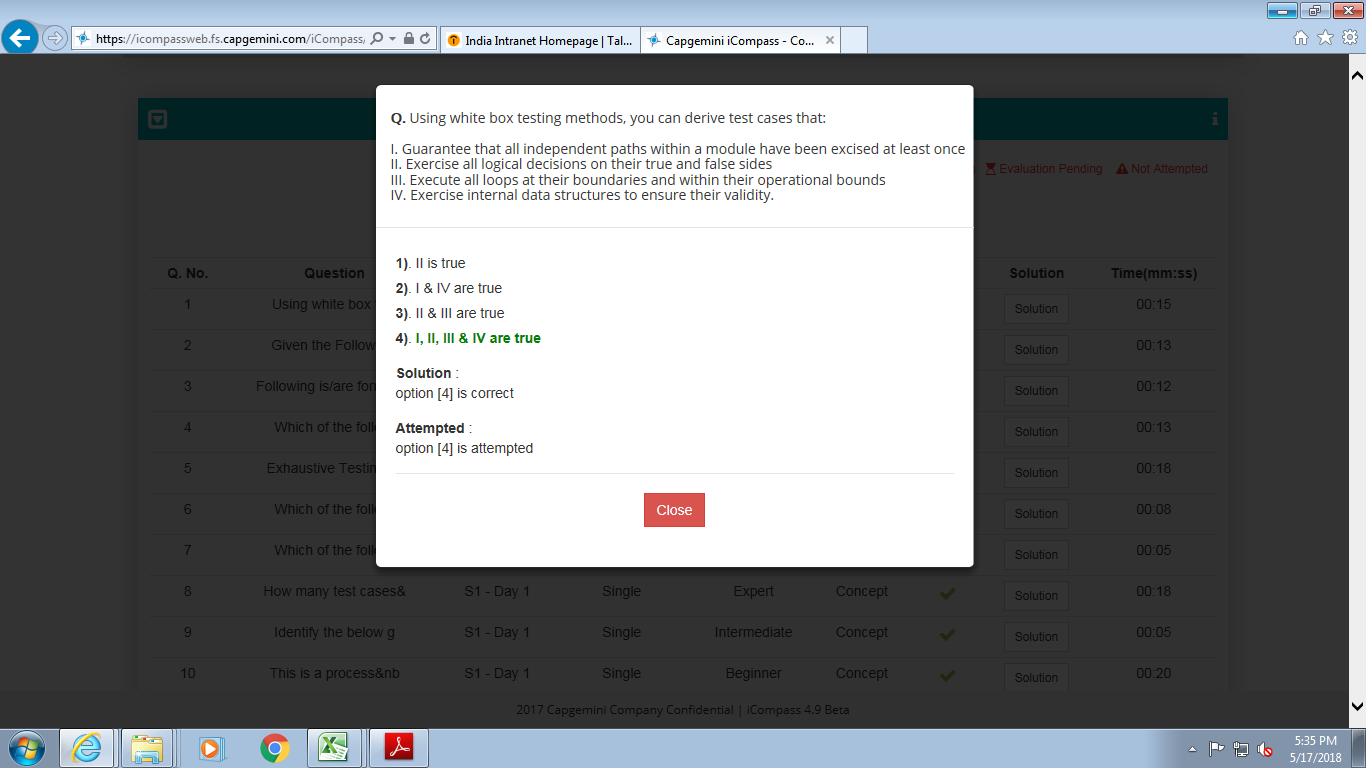 https://icompassweb.fs.capgemini.com/iCompass,
India Intranet Homepage | Tal...
Capgemini iCompass - Co...
Q. Using white box testing methods, you can derive test cases that:
I. Guarantee that all independent paths within a module have been excised at least once
II. Exercise all logical decisions on their true and false sides
III. Execute all loops at their boundaries and within their operational bounds
IV. Exercise internal data structures to ensure their validity.
Evaluation Pending
Not Attempted
1). II is true
2). I & IV are true
3). II & III are true
4). I, II, III & IV are true
Solution :
option [4] is correct
Attempted :
option [4] is attempted
Close
Q. No. Question Solution Time(mm:ss)
1 Using white box Solution 00:15
2 Given the Follow Solution 00:13
3 Following is/are Solution 00:12
4 Which of the Solution 00:13
5 Exhaustive Testin Solution 00:18
6 Which of the Solution 00:08
7 Which of the Solution 00:05
8 How many test cases& S1 - Day 1 Single Expert Concept Solution 00:18
9 Identify the below g S1 - Day 1 Single Intermediate Concept Solution 00:05
10 This is a process&nb S1 - Day 1 Single Beginner Concept Solution 00:20
2017 Capgemini Company Confidential | iCompass 4.9 Beta
5:35 PM
5/17/2018